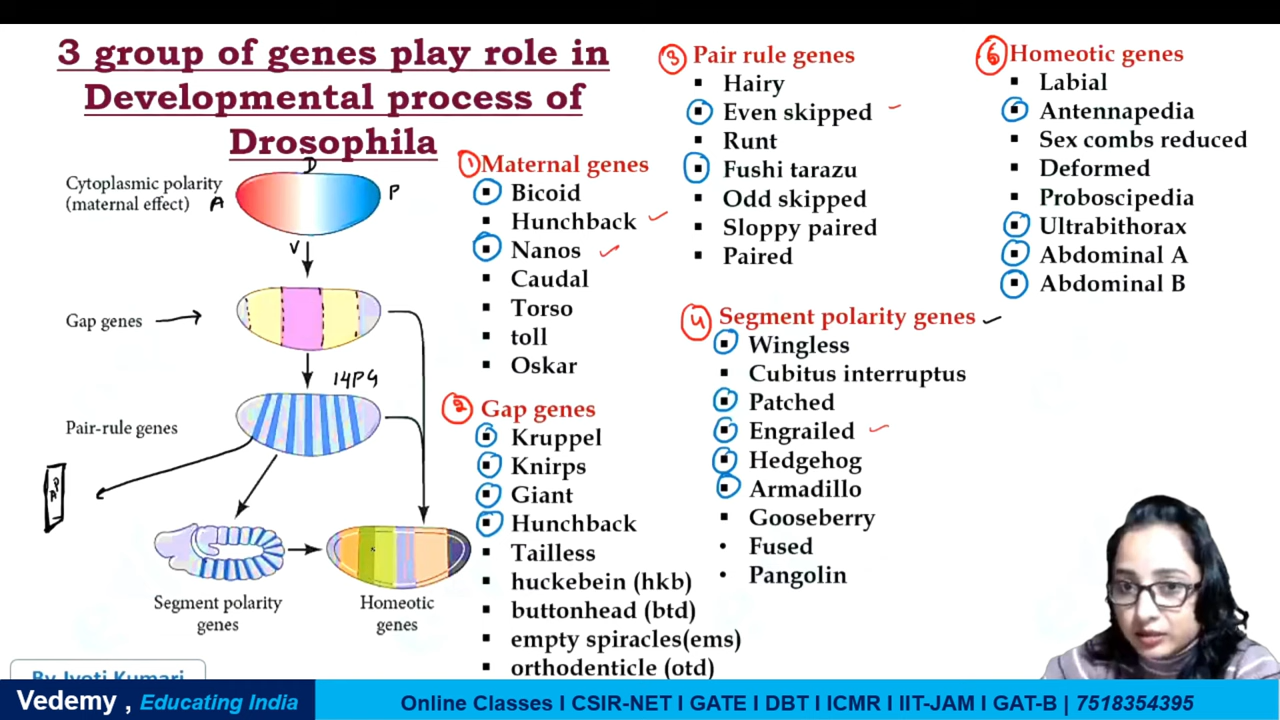 3 group of genes play role in
Developmental process of
Drosophila
Cytoplasmic polarity
(maternal effect)
A
D
P
V
Gap genes
14PG
Pair-rule genes
AP
Segment polarity
genes
Homeotic
genes
By Jyoti Kumari
① Maternal genes
▪ Bicoid
▪ Hunchback
▪ Nanos
▪ Caudal
▪ Torso
▪ toll
▪ Oskar
② Gap genes
▪ Kruppel
▪ Knirps
▪ Giant
▪ Hunchback
▪ Tailless
▪ huckebein (hkb)
▪ buttonhead (btd)
▪ empty spiracles(ems)
▪ orthodenticle (otd)
③ Pair rule genes
▪ Hairy
▪ Even skipped
▪ Runt
▪ Fushi tarazu
▪ Odd skipped
▪ Sloppy paired
▪ Paired
④ Segment polarity genes
▪ Wingless
▪ Cubitus interruptus
▪ Patched
▪ Engrailed
▪ Hedgehog
▪ Armadillo
▪ Gooseberry
• Fused
• Pangolin
Homeotic genes
▪ Labial
▪ Antennapedia
▪ Sex combs reduced
▪ Deformed
▪ Proboscipedia
▪ Ultrabithorax
▪ Abdominal A
▪ Abdominal B
Vedemy , Educating India
Online Classes I CSIR-NET I GATE I DBT I ICMR I IIT-JAM I GAT-B | 7518354395